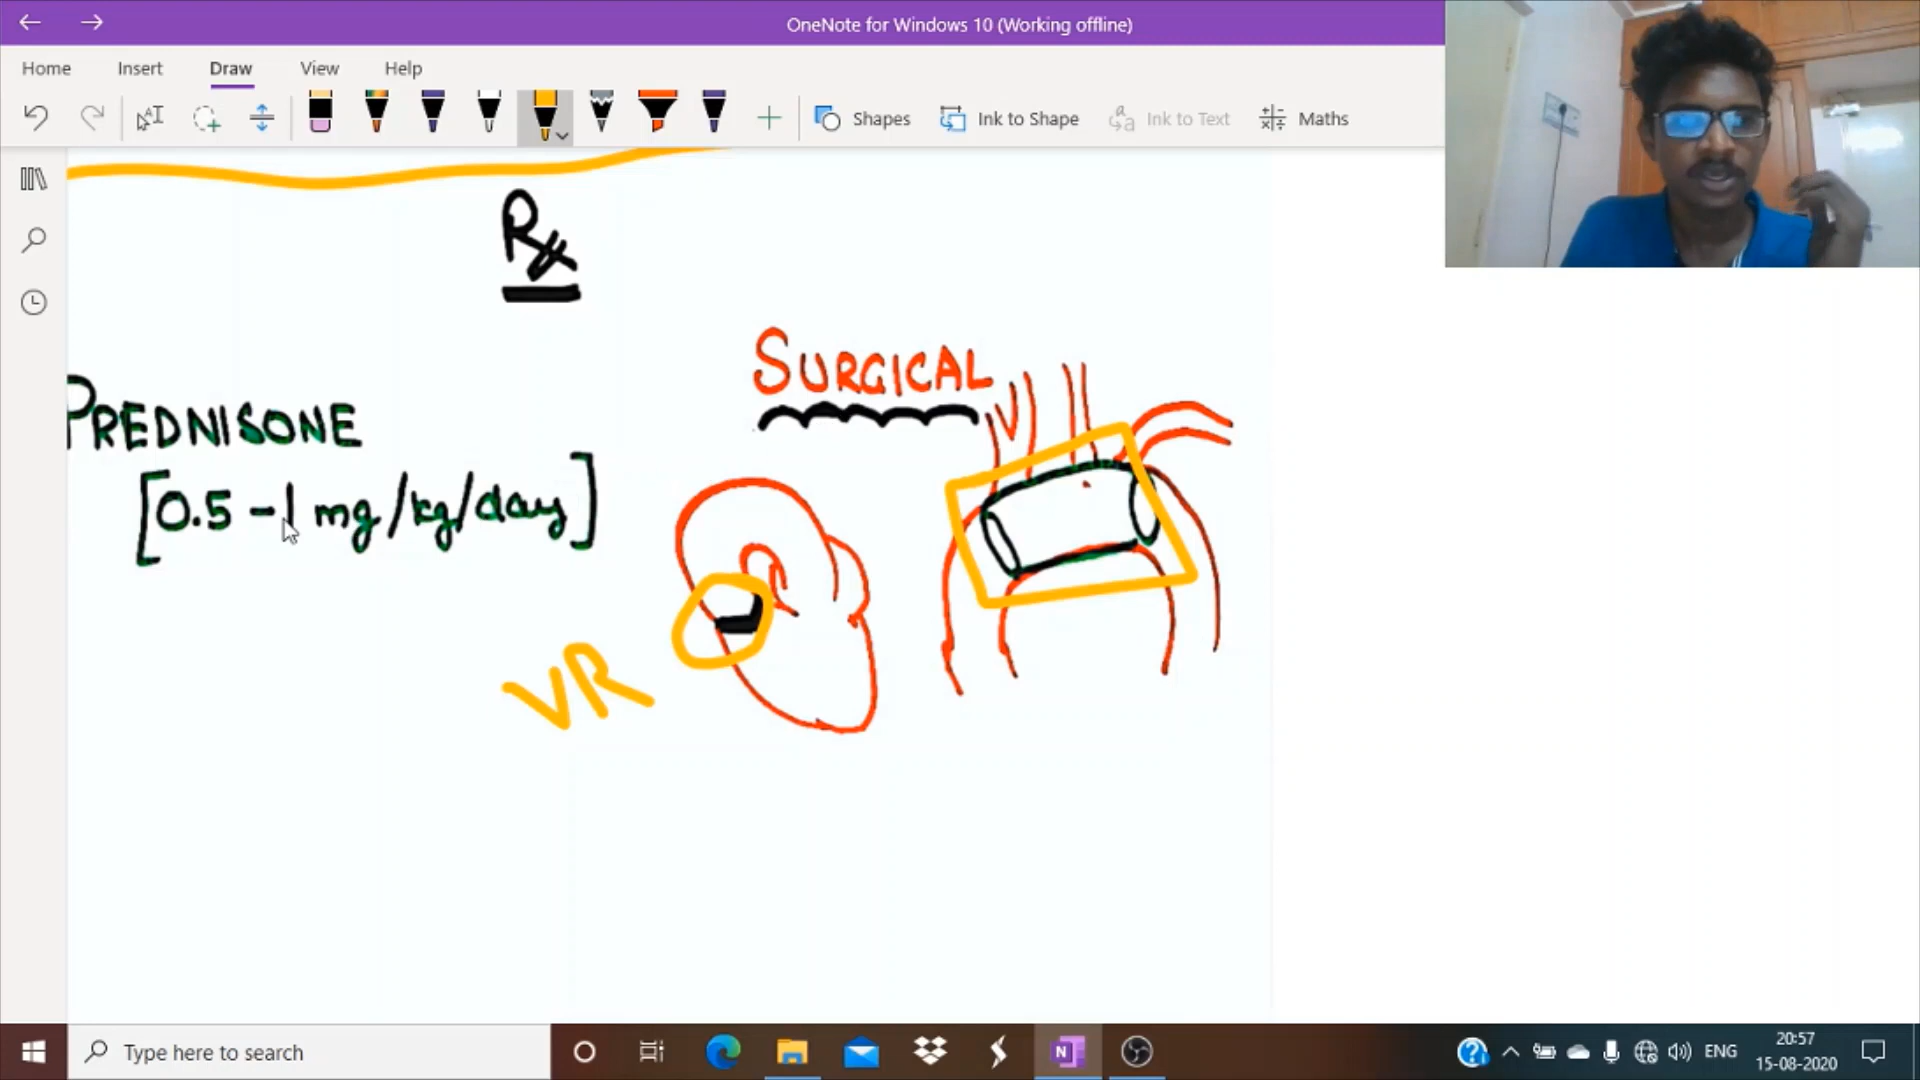 OneNote for Windows 10 (Working offline)
Home Insert Draw View Help
Shapes Ink to Shape Ink to Text Maths
Rx
SURGICAL
PREDNISONE
[0.5-1 mg/kg/day]
VR
Type here to search
ENG
20:57
15-08-2020